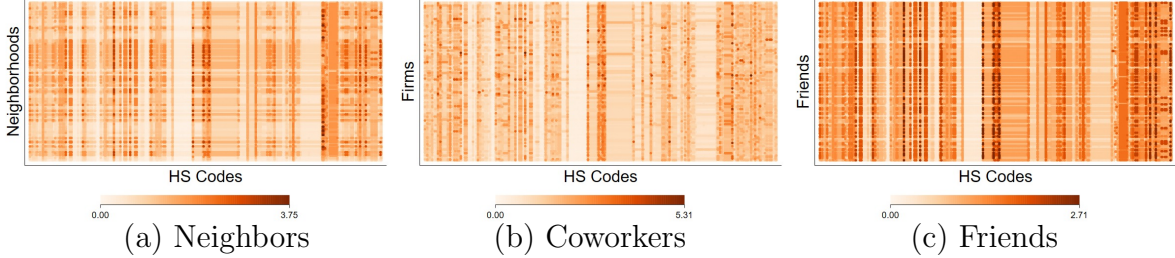 Neighborhoods
HS Codes
0.00 3.75
(a) Neighbors
Firms
HS Codes
0.00 5.31
(b) Coworkers
Friends
HS Codes
0.00 2.71
(c) Friends